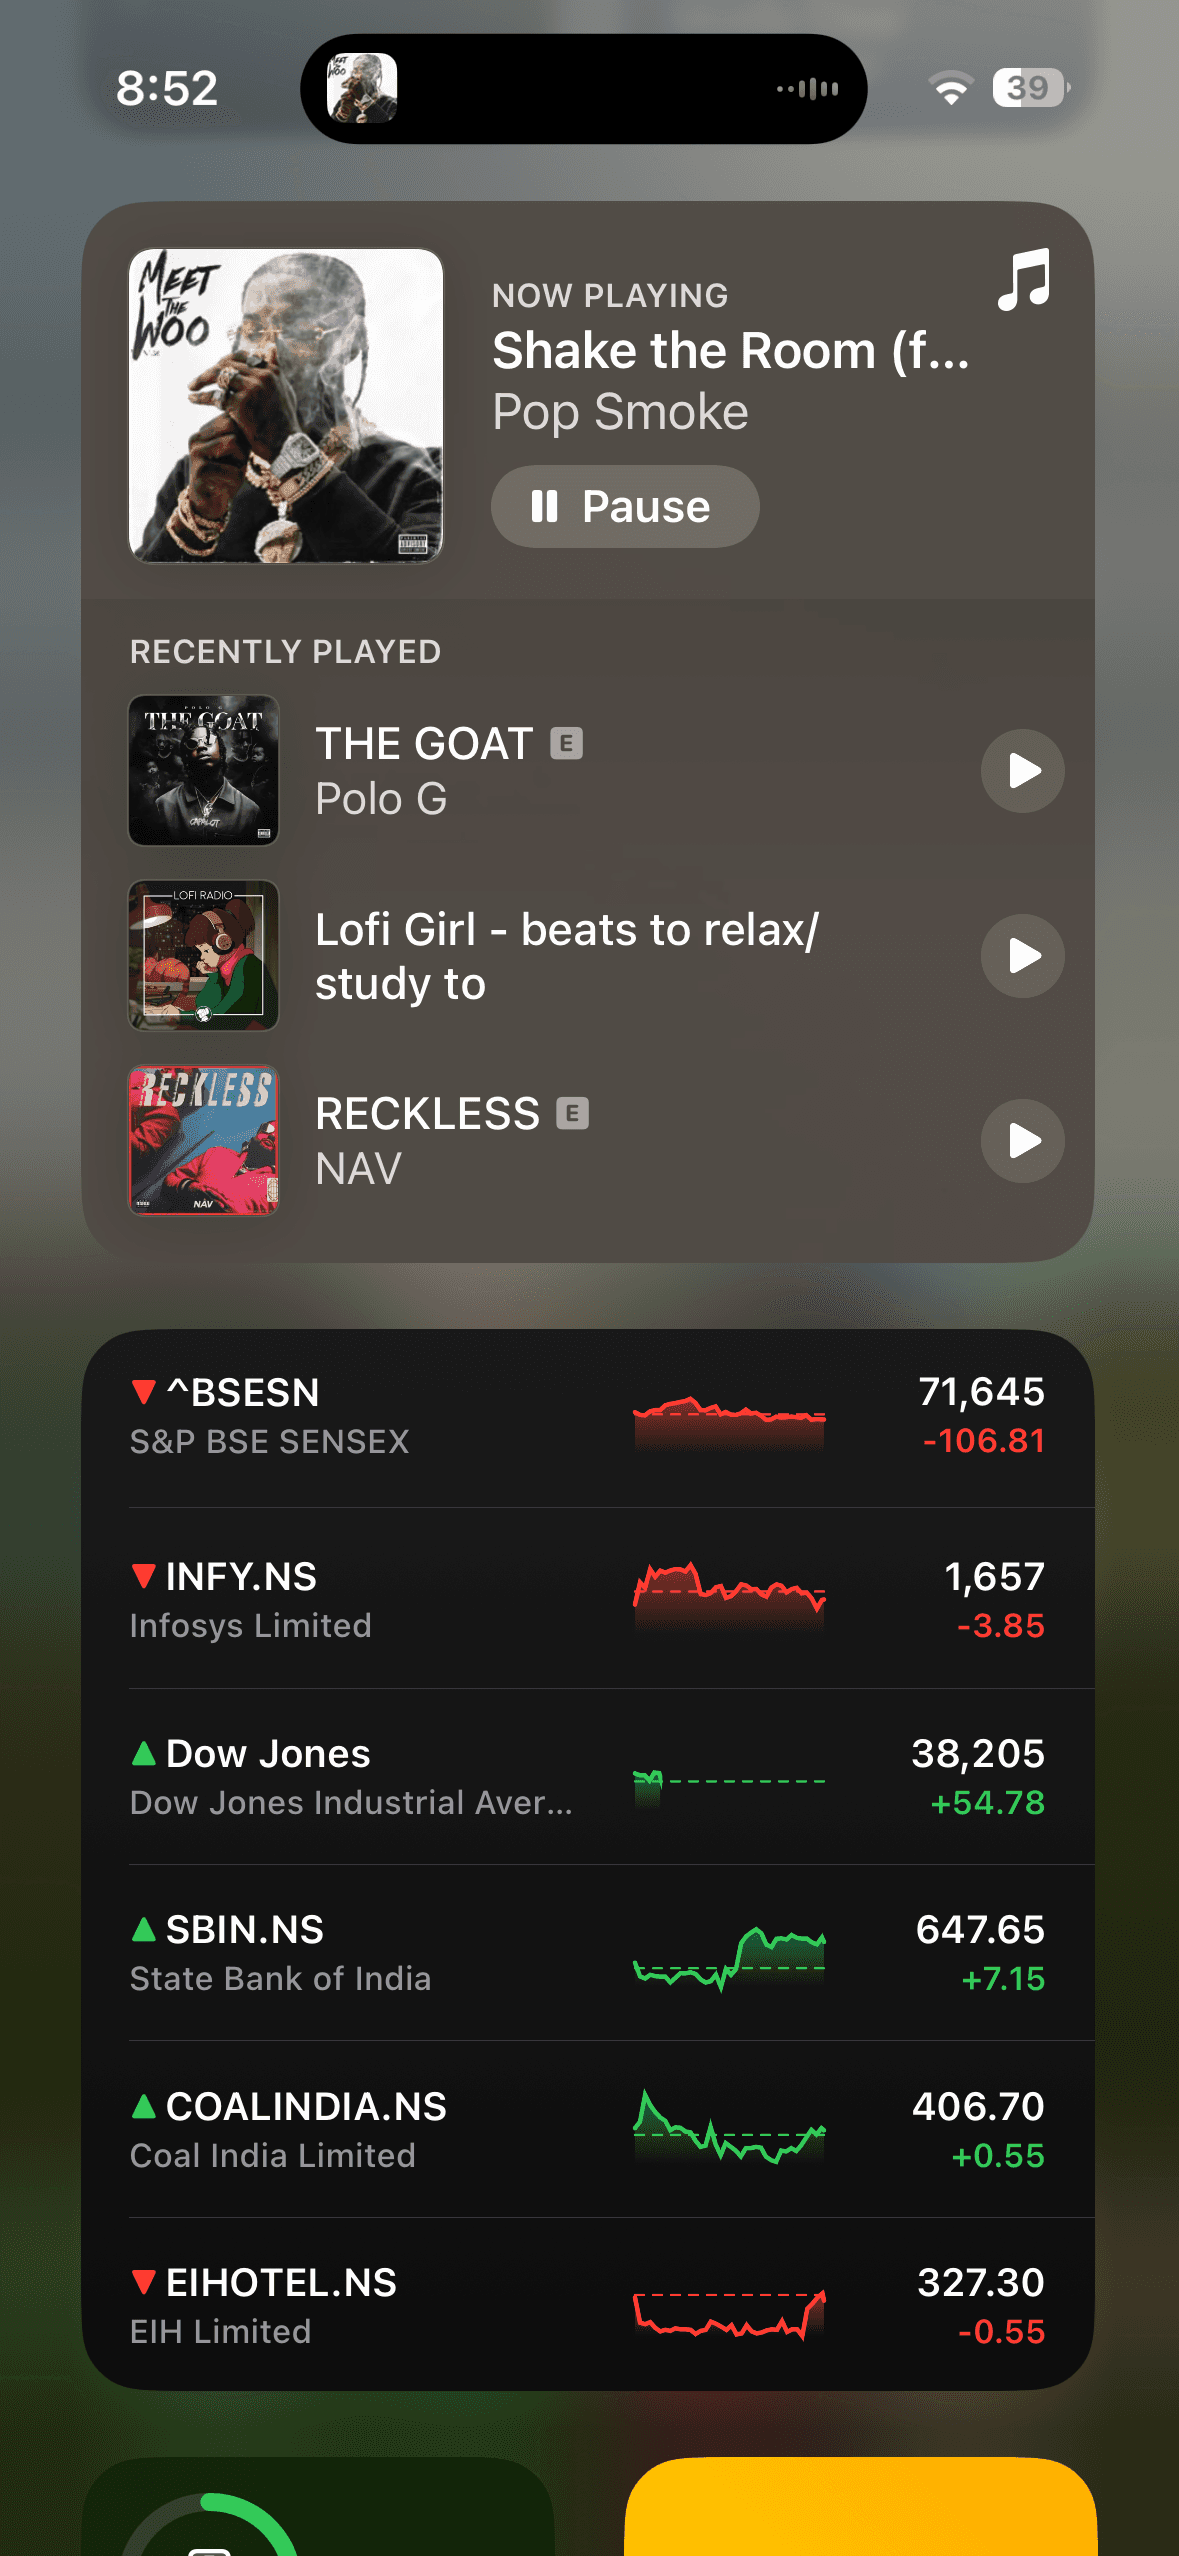 8:52
39
MEET
THE
WOO
NOW PLAYING
Shake the Room (f...
Pop Smoke
Pause
RECENTLY PLAYED
POLO G
THE GOAT
CAPALOT
THE GOAT E
Polo G
LOFI RADIO
Lofi Girl - beats to relax/
study to
RECKLESS
NAV
RECKLESS E
NAV
^BSESN
71,645
S&P BSE SENSEX
-106.81
INFY.NS
1,657
Infosys Limited
-3.85
Dow Jones
38,205
Dow Jones Industrial Aver...
+54.78
SBIN.NS
647.65
State Bank of India
+7.15
COALINDIA.NS
406.70
Coal India Limited
+0.55
EIHOTEL.NS
327.30
EIH Limited
-0.55